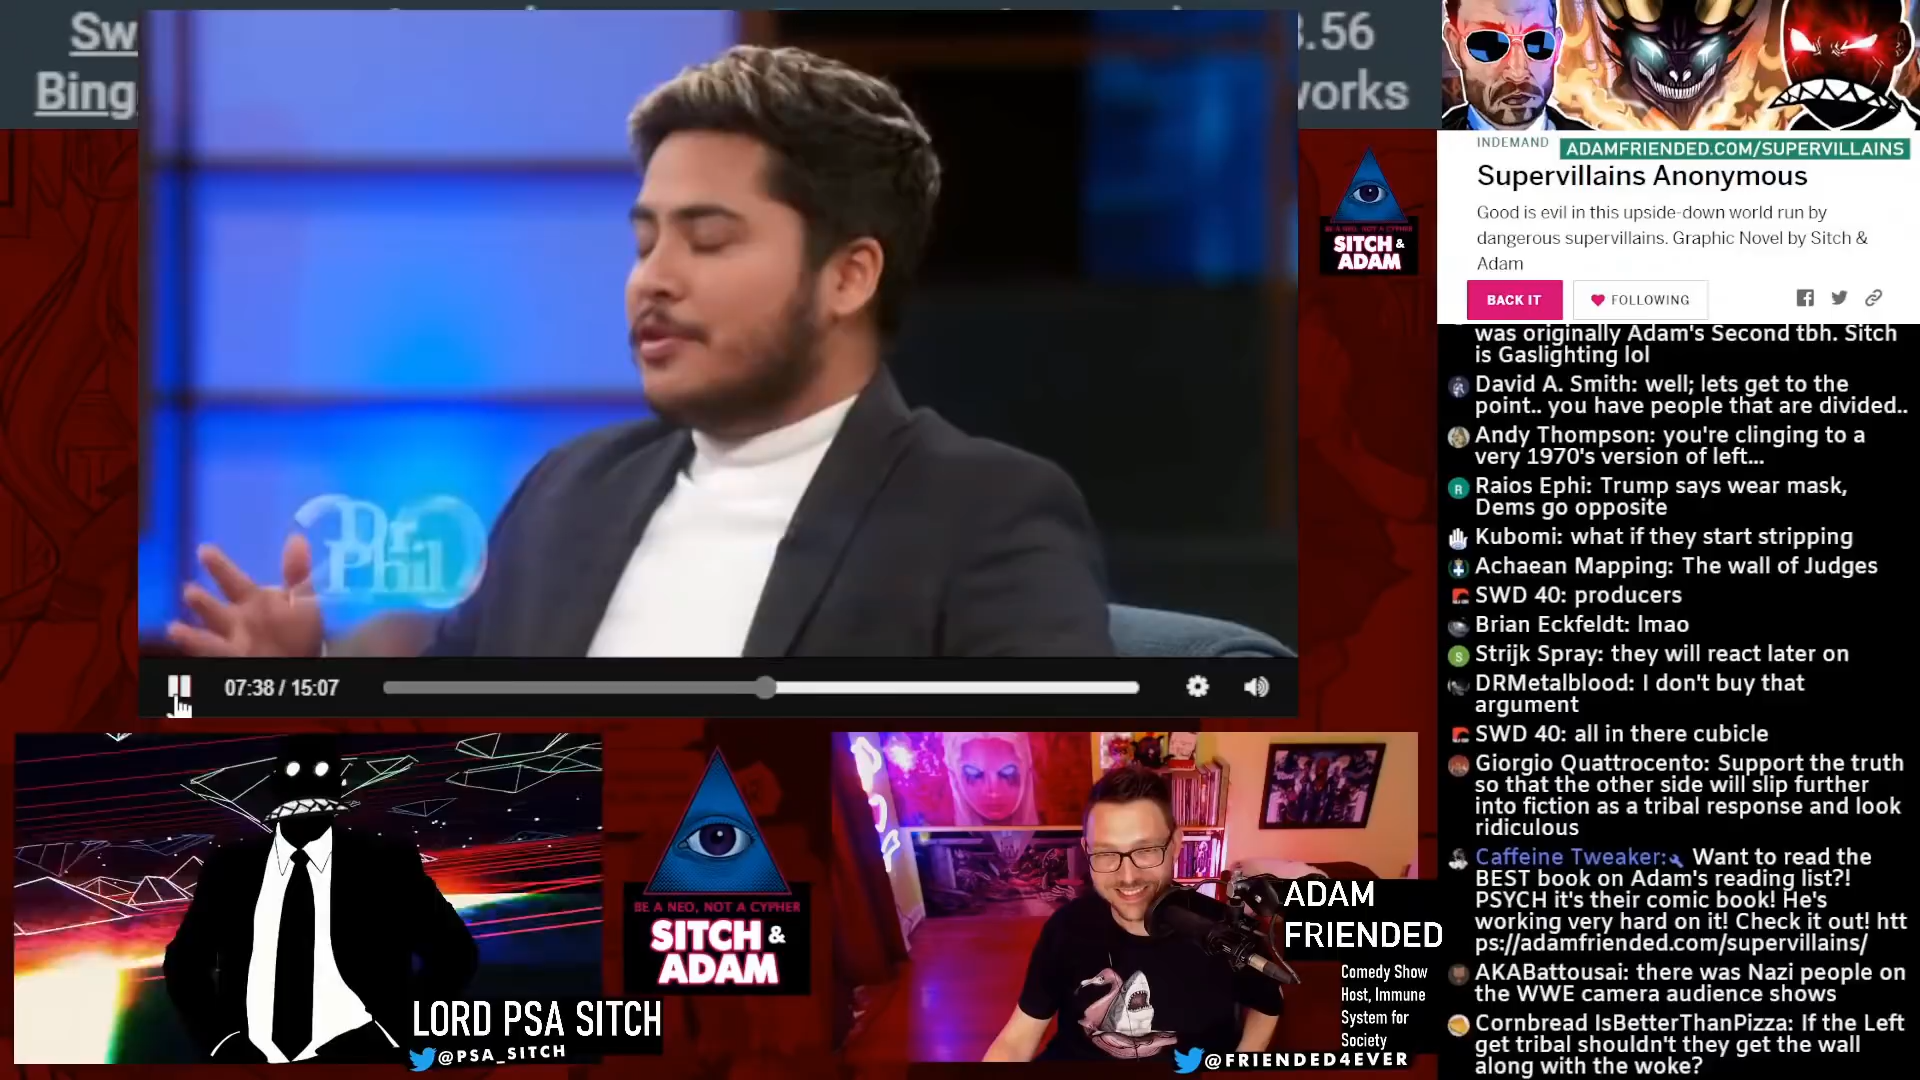 Sw
3.56
Bing
works
Dr.
Phil
07:38 / 15:07
BE A NEO, NOT A CYPHER
SITCH &
ADAM
INDEMAND
ADAMFRIENDED.COM/SUPERVILLAINS
Supervillains Anonymous
Good is evil in this upside-down world run by
dangerous supervillains. Graphic Novel by Sitch &
Adam
BACK IT
FOLLOWING
was originally Adam's Second tbh. Sitch
is Gaslighting lol
David A. Smith: well; lets get to the
point.. you have people that are divided..
Andy Thompson: you're clinging to a
very 1970's version of left...
R
Raios Ephi: Trump says wear mask,
Dems go opposite
Kubomi: what if they start stripping
Achaean Mapping: The wall of Judges
SWD 40: producers
Brian Eckfeldt: lmao
S
Strijk Spray: they will react later on
DRMetalblood: I don't buy that
argument
SWD 40: all in there cubicle
Giorgio Quattrocento: Support the truth
so that the other side will slip further
into fiction as a tribal response and look
ridiculous
Caffeine Tweaker: Want to read the
BEST book on Adam's reading list?!
PSYCH it's their comic book! He's
working very hard on it! Check it out! htt
ps://adamfriended.com/supervillains/
AKABattousai: there was Nazi people on
the WWE camera audience shows
Cornbread IsBetterThanPizza: If the Left
get tribal shouldn't they get the wall
along with the woke?
LORD PSA SITCH
@PSA_SITCH
BE A NEO, NOT A CYPHER
SITCH &
ADAM
ADAM
FRIENDED
Comedy Show
Host, Immune
System for
Society
@FRIENDED4EVER